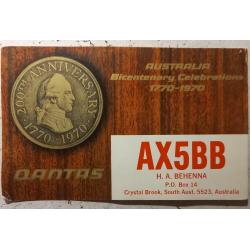 200TH ANNIVERSARY
1770-1970
AUSTRALIA
Bicentenary Celebrations
1770-1970
QANTAS
AX5BB
H. A. BEHENNA
P.O. Box 14
Crystal Brook, South Aust. 5523, Australia